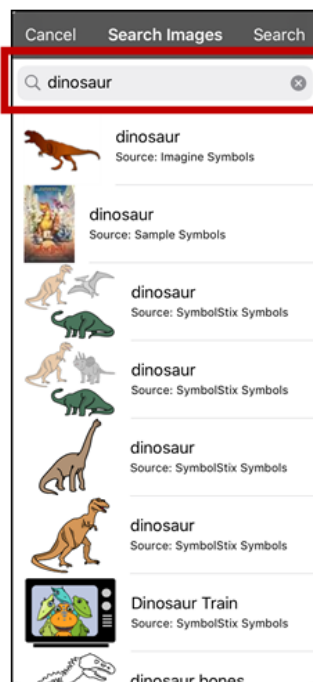 Cancel Search Images Search
dinosaur
dinosaur
Source: Imagine Symbols
dinosaur
Source: Sample Symbols
dinosaur
Source: SymbolStix Symbols
dinosaur
Source: SymbolStix Symbols
dinosaur
Source: SymbolStix Symbols
dinosaur
Source: SymbolStix Symbols
Dinosaur Train
Source: SymbolStix Symbols
dinosaur bones